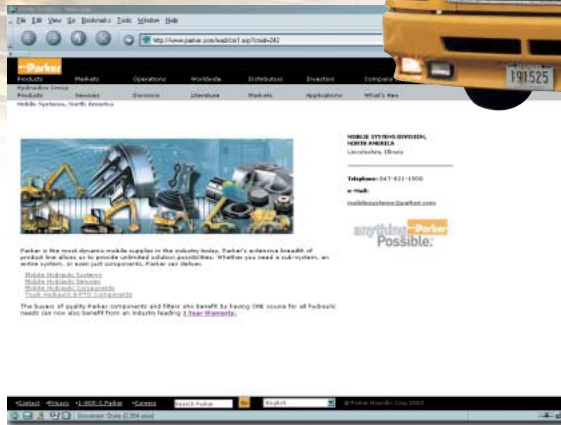 File Edit View Go Bookmarks Tools Window Help
http://www.parker.com/lead/car1.asp?cmid=242
Parker
Products Markets Operations Worldwide Distributors Investors Company
Hydraulics Group
Products Services Divisions Literature Markets Applications What's New
Mobile Systems, North America
191525
MOBILE SYSTEMS DIVISION,
NORTH AMERICA
Lincolnshire, Illinois
Telephone: 847-821-1500
e-Mail:
mobilesystems@parker.com
anything Parker
Possible.
Parker is the most dynamic mobile supplier in the industry today. Parker's extensive breadth of
product line allows us to provide unlimited solution possibilities. Whether you need a sub-system, an
entire system, or even just components, Parker can deliver.
Mobile Hydraulic Systems
Mobile Hydraulic Services
Mobile Hydraulic Components
Truck Hydraulic & PTO Components
The buyers of quality Parker components and filters who benefit by having ONE source for all hydraulic
needs can now also benefit from an industry leading 3 Year Warranty.
Contact Privacy 1-800-C-Parker Careers Search Parker Go English © Parker Hannifin Corp 2003
Document: Done